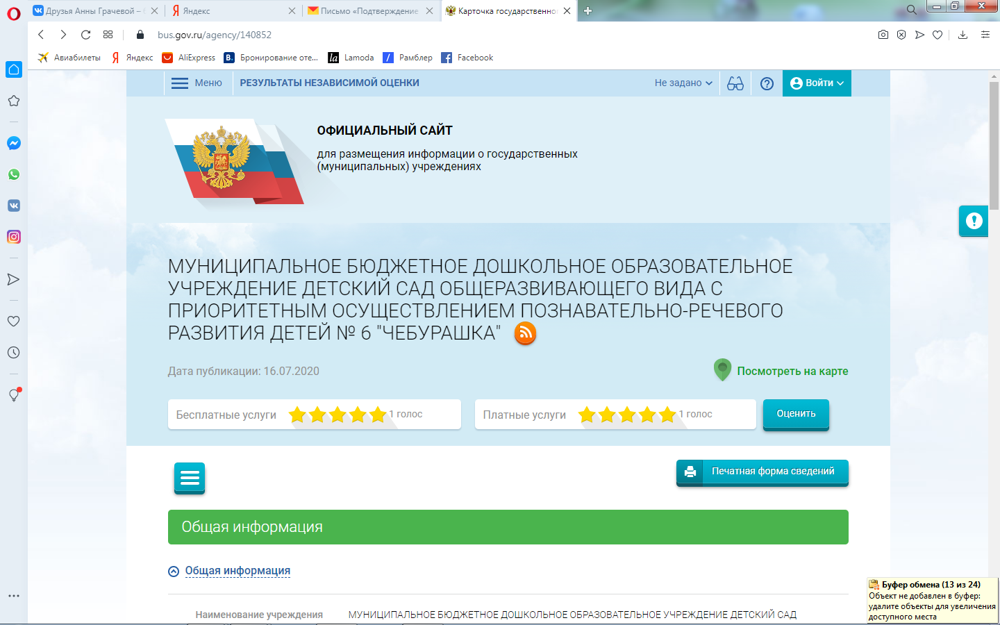 Друзья Анны Грачевой –
Яндекс
Письмо «Подтверждение
Карточка государственно
bus.gov.ru/agency/140852
Авиабилеты
Яндекс
AliExpress
B. Бронирование оте...
la Lamoda
Рамблер
Facebook
Меню
РЕЗУЛЬТАТЫ НЕЗАВИСИМОЙ ОЦЕНКИ
Не задано
Войти
ОФИЦИАЛЬНЫЙ САЙТ
для размещения информации о государственных
(муниципальных) учреждениях
МУНИЦИПАЛЬНОЕ БЮДЖЕТНОЕ ДОШКОЛЬНОЕ ОБРАЗОВАТЕЛЬНОЕ
УЧРЕЖДЕНИЕ ДЕТСКИЙ САД ОБЩЕРАЗВИВАЮЩЕГО ВИДА С
ПРИОРИТЕТНЫМ ОСУЩЕСТВЛЕНИЕМ ПОЗНАВАТЕЛЬНО-РЕЧЕВОГО
РАЗВИТИЯ ДЕТЕЙ № 6 "ЧЕБУРАШКА"
Дата публикации: 16.07.2020
Посмотреть на карте
Бесплатные услуги
1 голос
Платные услуги
1 голос
Оценить
Печатная форма сведений
Общая информация
Общая информация
Наименование учреждения
МУНИЦИПАЛЬНОЕ БЮДЖЕТНОЕ ДОШКОЛЬНОЕ ОБРАЗОВАТЕЛЬНОЕ УЧРЕЖДЕНИЕ ДЕТСКИЙ САД
Буфер обмена (13 из 24)
Объект не добавлен в буфер:
удалите объекты для увеличения
доступного места